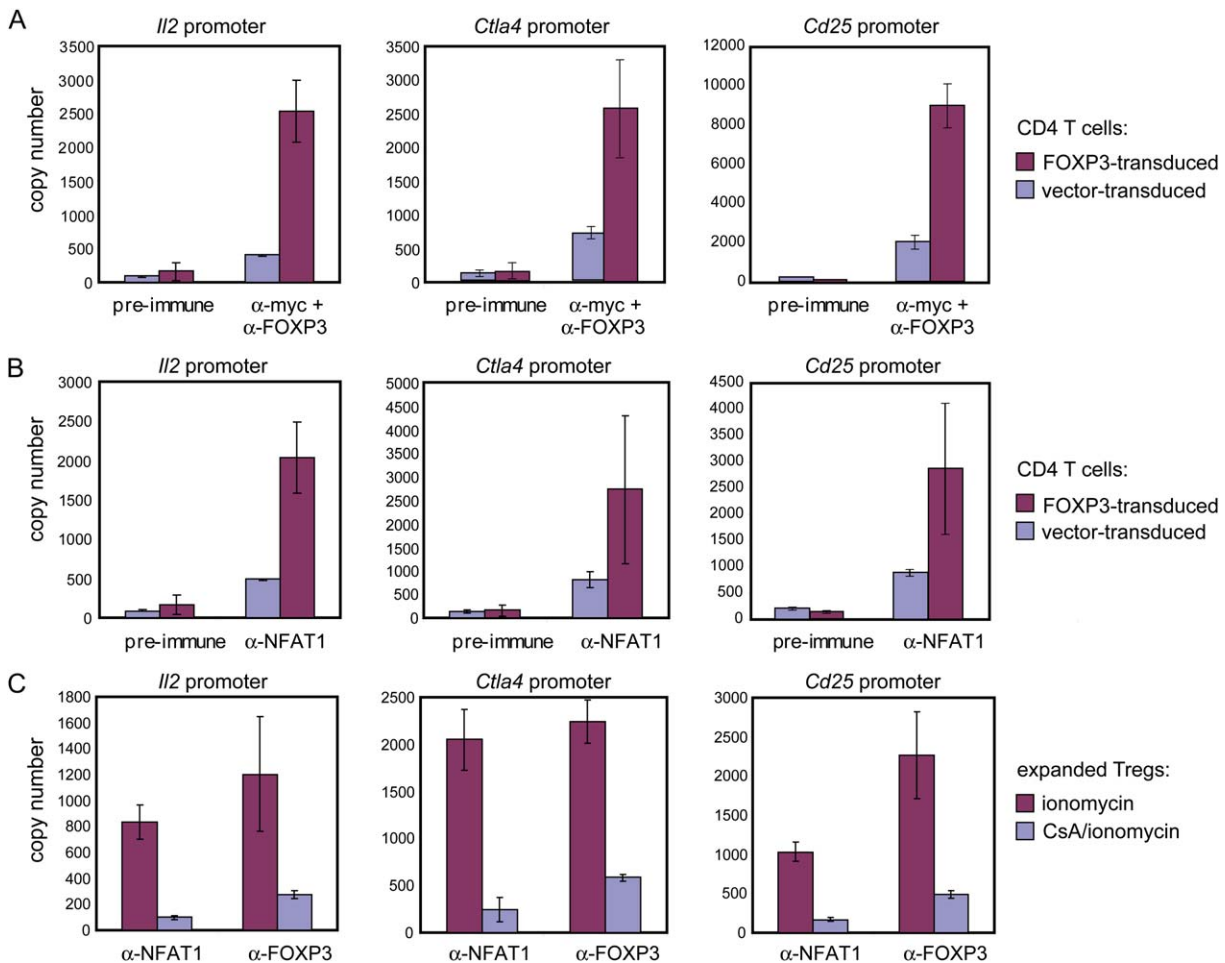 A
Il2 promoter
Ctla4 promoter
Cd25 promoter
copy number
3500
3000
2500
2000
1500
1000
500
0
pre-immune
α-myc +
α-FOXP3
3500
3000
2500
2000
1500
1000
500
0
pre-immune
α-myc +
α-FOXP3
12000
10000
8000
6000
4000
2000
0
pre-immune
α-myc +
α-FOXP3
CD4 T cells:
FOXP3-transduced
vector-transduced
B
Il2 promoter
Ctla4 promoter
Cd25 promoter
copy number
3000
2500
2000
1500
1000
500
0
pre-immune
α-NFAT1
5000
4500
4000
3500
3000
2500
2000
1500
1000
500
0
pre-immune
α-NFAT1
4500
4000
3500
3000
2500
2000
1500
1000
500
0
pre-immune
α-NFAT1
CD4 T cells:
FOXP3-transduced
vector-transduced
C
Il2 promoter
Ctla4 promoter
Cd25 promoter
copy number
1800
1600
1400
1200
1000
800
600
400
200
0
α-NFAT1
α-FOXP3
2500
2000
1500
1000
500
0
α-NFAT1
α-FOXP3
3000
2500
2000
1500
1000
500
0
α-NFAT1
α-FOXP3
expanded Tregs:
ionomycin
CsA/ionomycin